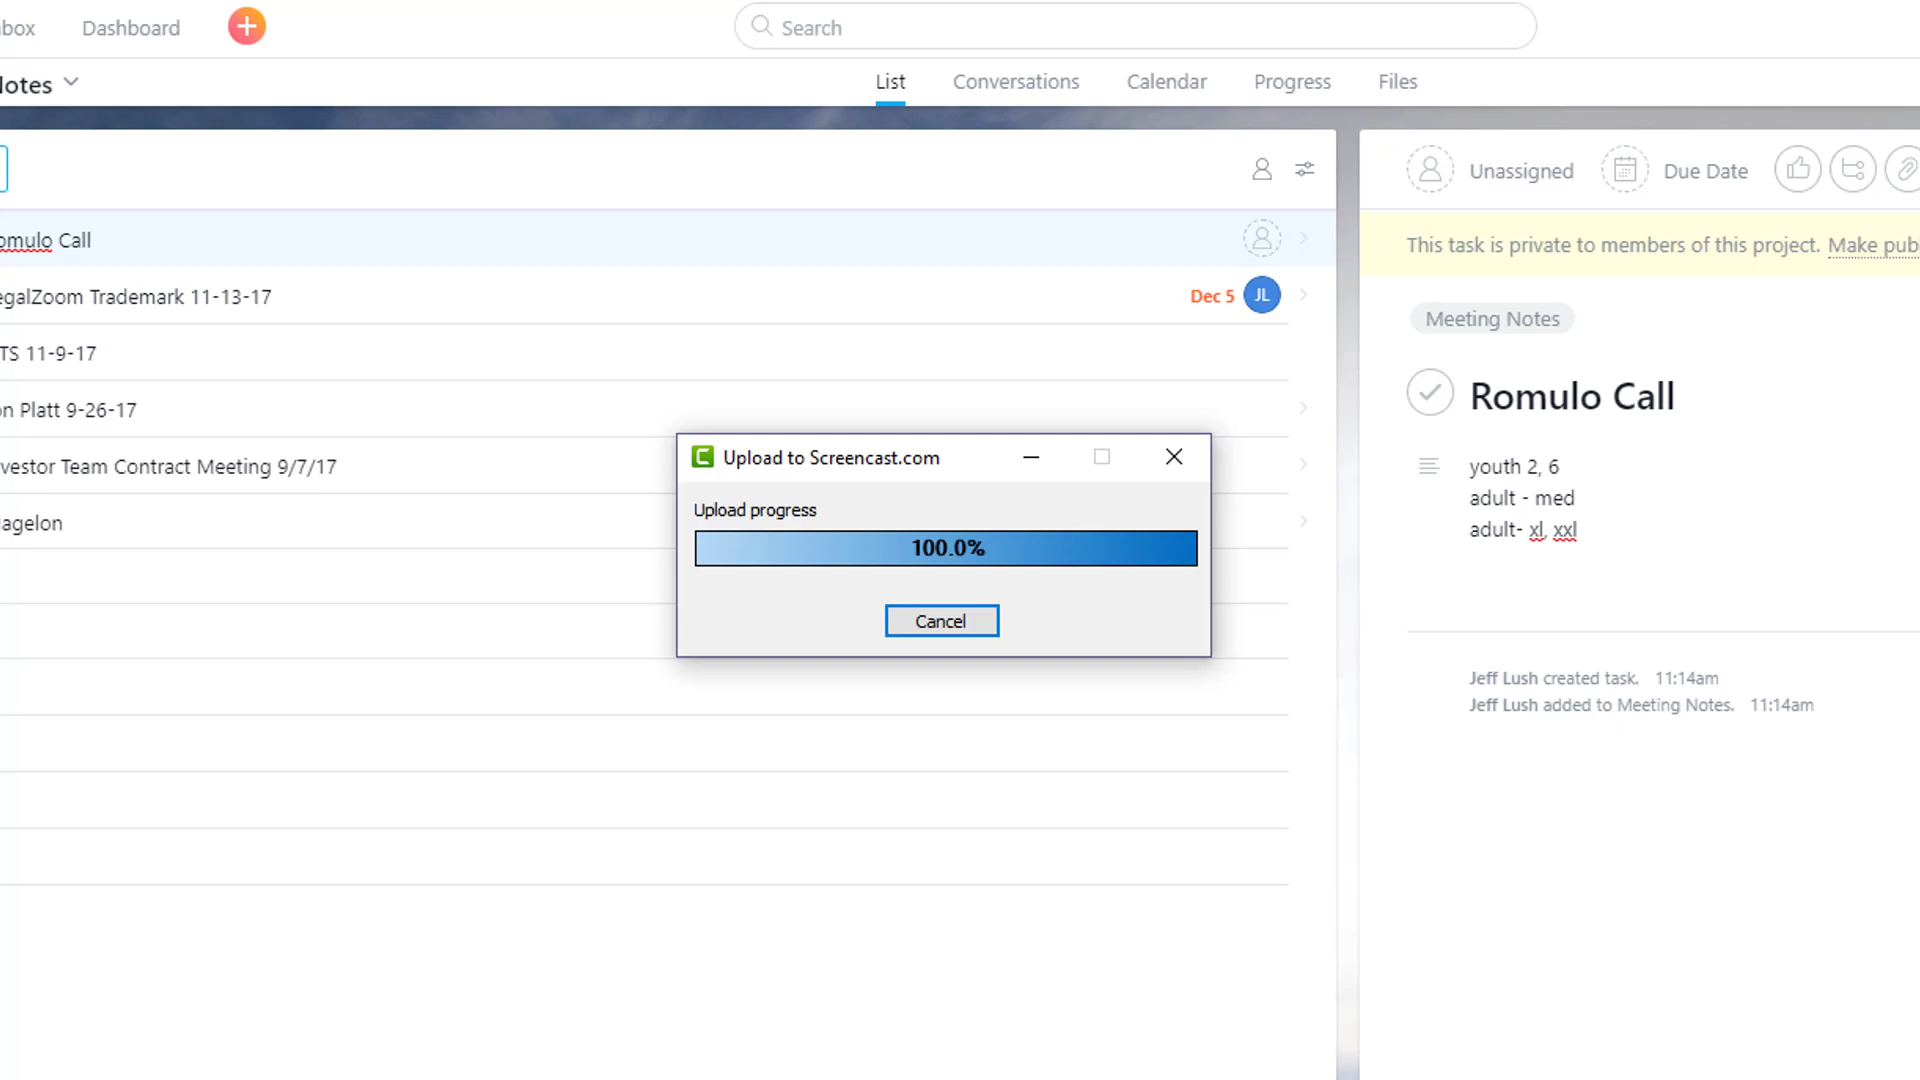 box
Dashboard
Search
Notes
List
Conversations
Calendar
Progress
Files
Unassigned
Due Date
omulo Call
This task is private to members of this project. Make publ
egalZoom Trademark 11-13-17
Dec 5
JL
Meeting Notes
TS 11-9-17
Romulo Call
on Platt 9-26-17
Upload to Screencast.com
vestor Team Contract Meeting 9/7/17
youth 2, 6
adult - med
adult- xl, xxl
Upload progress
agelon
100.0%
Cancel
Jeff Lush created task. 11:14am
Jeff Lush added to Meeting Notes. 11:14am